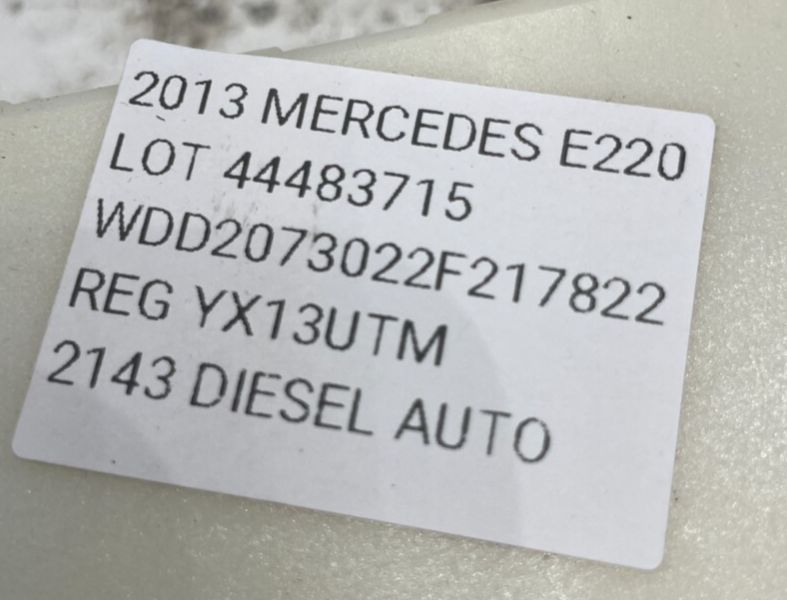 2013 MERCEDES E220
LOT 44483715
WDD2073022F217822
REG YX13UTM
2143 DIESEL AUTO